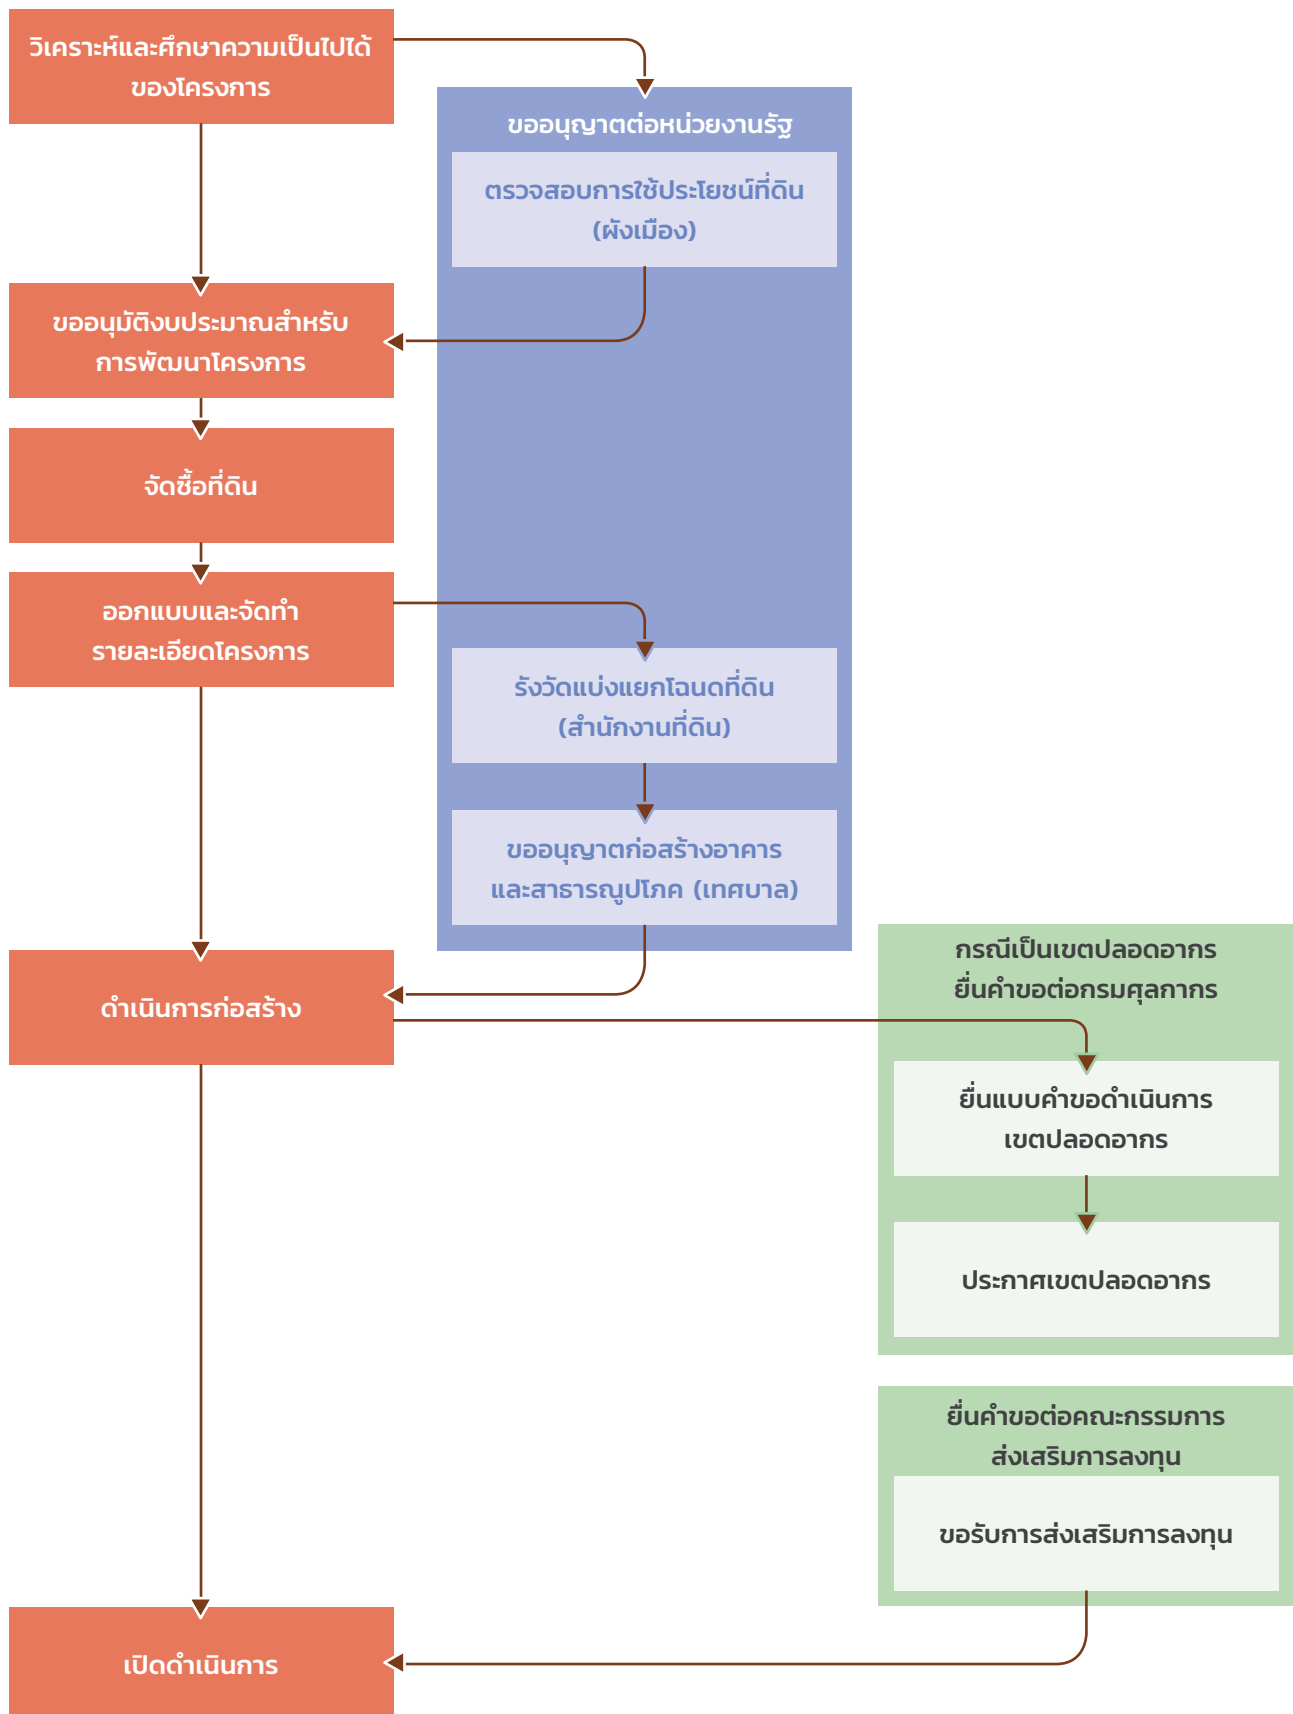 วิเคราะห์และศึกษาความเป็นไปได้
ของโครงการ
ขออนุญาตต่อหน่วยงานรัฐ
ตรวจสอบการใช้ประโยชน์ที่ดิน
(ผังเมือง)
ขออนุมัติงบประมาณสำหรับ
การพัฒนาโครงการ
จัดซื้อที่ดิน
ออกแบบและจัดทำ
รายละเอียดโครงการ
รังวัดแบ่งแยกโฉนดที่ดิน
(สำนักงานที่ดิน)
ขออนุญาตก่อสร้างอาคาร
และสาธารณูปโภค (เทศบาล)
ดำเนินการก่อสร้าง
กรณีเป็นเขตปลอดอากร
ยื่นคำขอต่อกรมศุลกากร
ยื่นแบบคำขอดำเนินการ
เขตปลอดอากร
ประกาศเขตปลอดอากร
ยื่นคำขอต่อคณะกรรมการ
ส่งเสริมการลงทุน
ขอรับการส่งเสริมการลงทุน
เปิดดำเนินการ